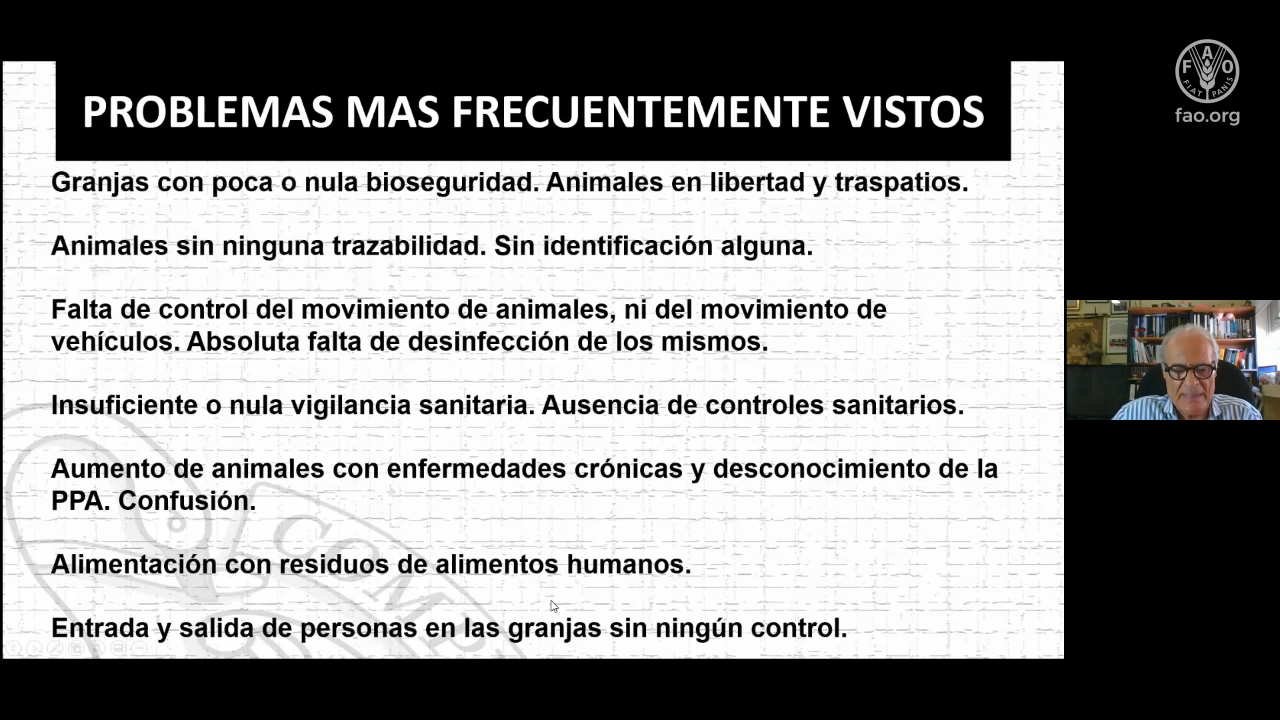 PROBLEMAS MAS FRECUENTEMENTE VISTOS
Granjas con poca o nula bioseguridad. Animales en libertad y traspatios.
Animales sin ninguna trazabilidad. Sin identificación alguna.
Falta de control del movimiento de animales, ni del movimiento de
vehículos. Absoluta falta de desinfección de los mismos.
Insuficiente o nula vigilancia sanitaria. Ausencia de controles sanitarios.
Aumento de animales con enfermedades crónicas y desconocimiento de la
PPA. Confusión.
Alimentación con residuos de alimentos humanos.
Entrada y salida de personas en las granjas sin ningún control.
FAO
FIAT PANIS
fao.org